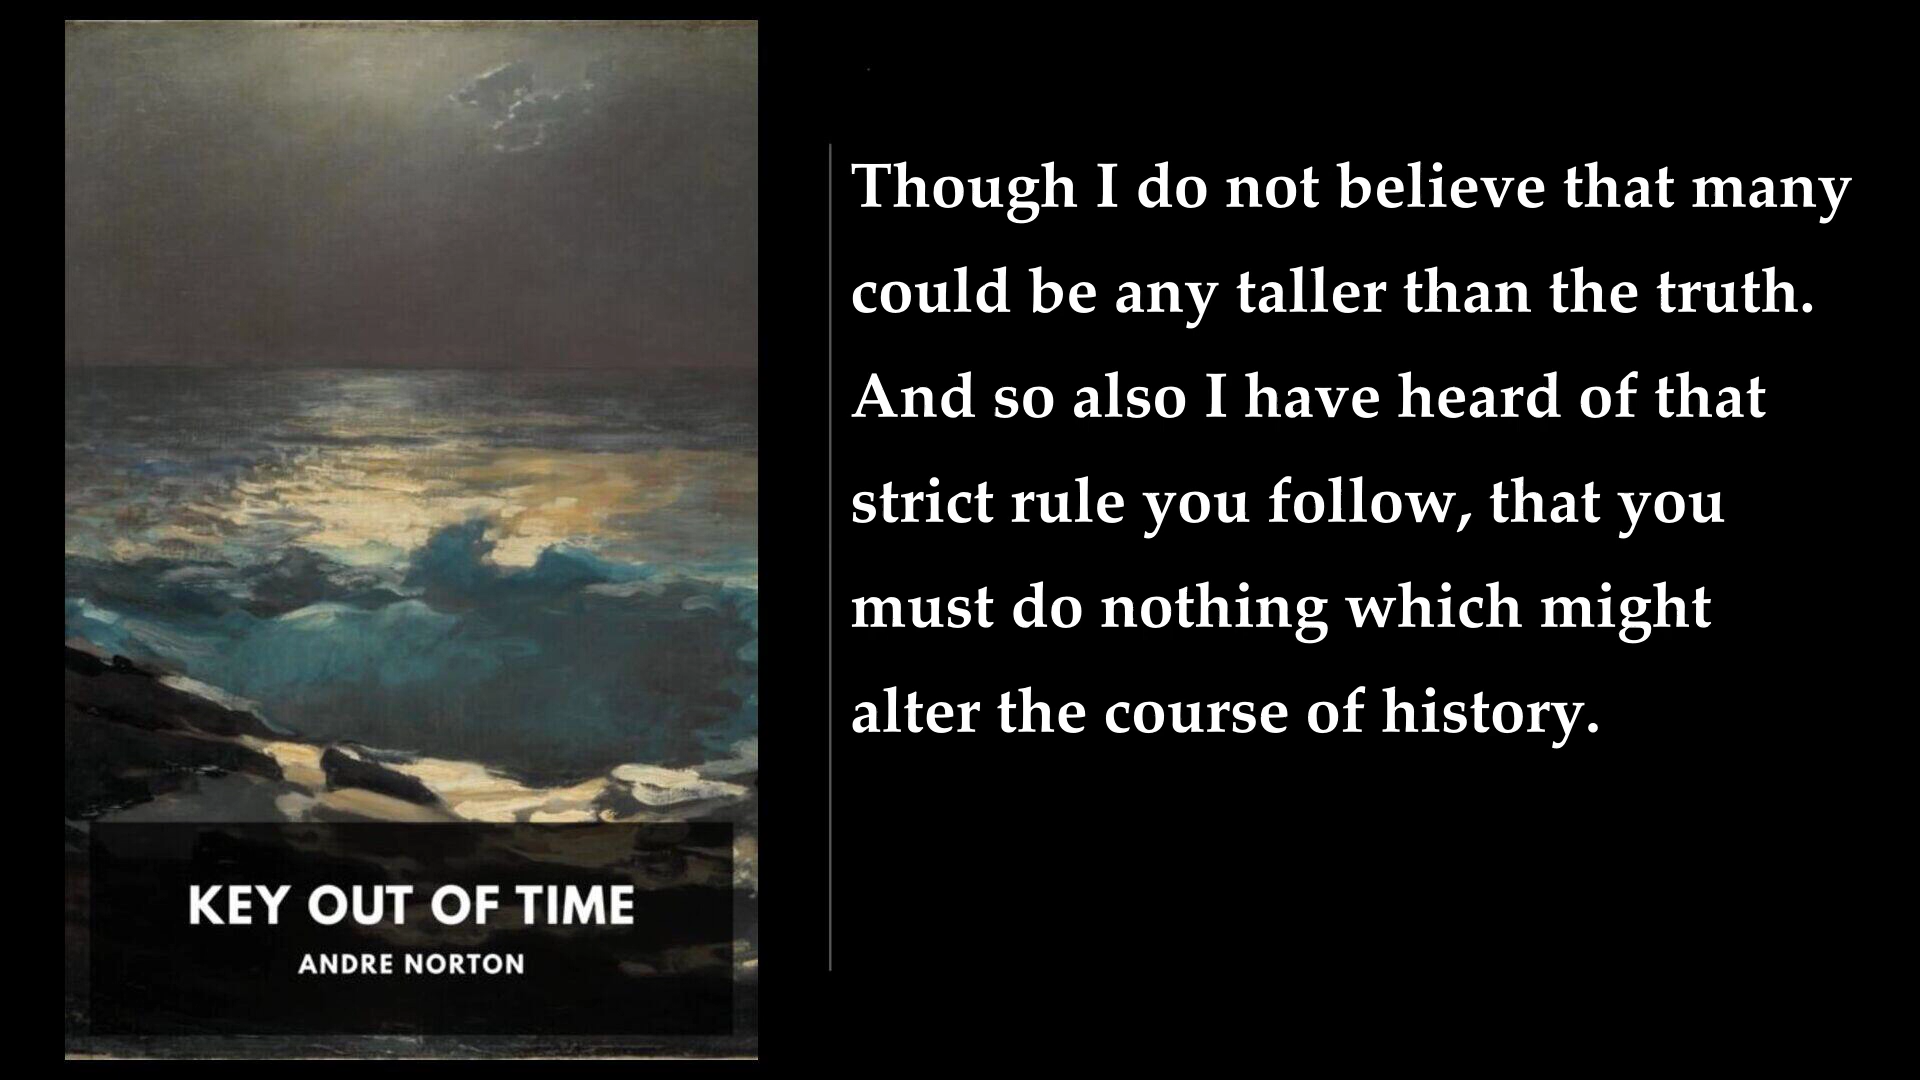 Though I do not believe that many
could be any taller than the truth.
And so also I have heard of that
strict rule you follow, that you
must do nothing which might
alter the course of history.
KEY OUT OF TIME
ANDRE NORTON